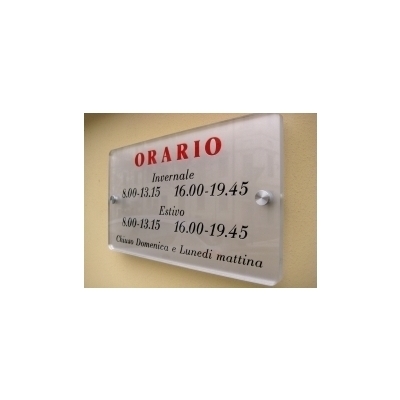 ORARIO
Invernale
8.00-13.15 16.00-19.45
Estivo
8.00-13.15 16.00-19.45
Chiuso Domenica e Lunedi mattina